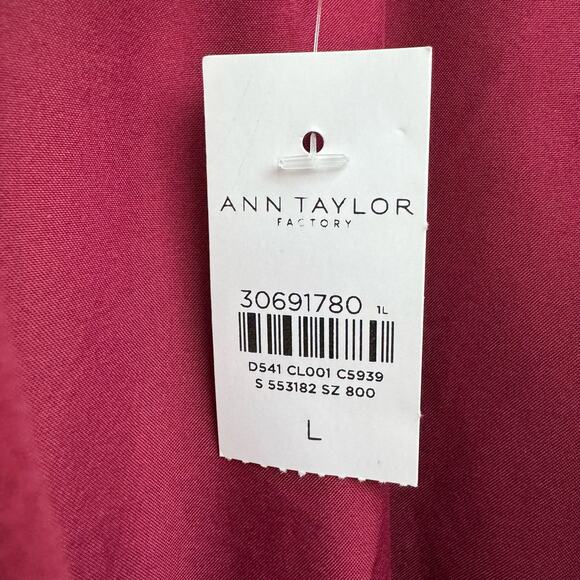 ANN TAYLOR
FACTORY
30691780 1L
D541 CL001 C5939
S 553182 SZ 800
L